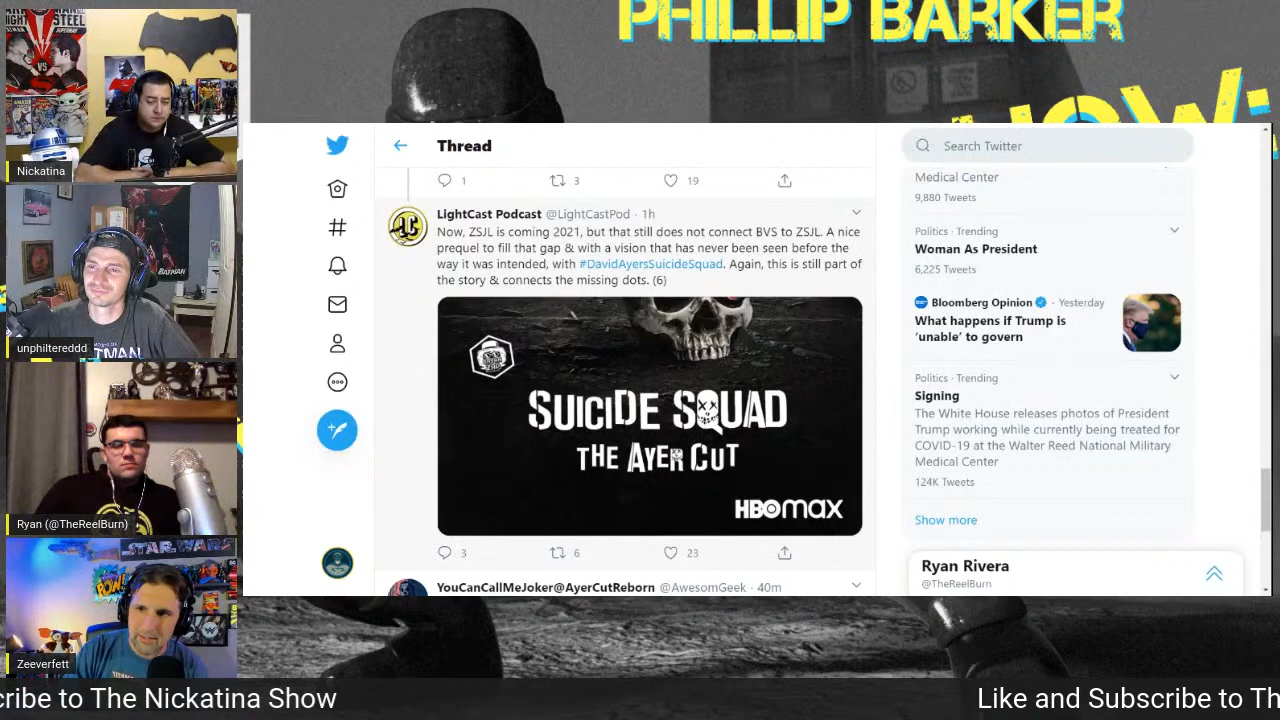 PHILLIP BARKER
Nickatina
unphiltereddd
Ryan (@TheReelBurn)
STAR WARS
POW!
Zeeverfett
Thread
1 3 19
LightCast Podcast @LightCastPod · 1h
Now, ZSJL is coming 2021, but that still does not connect BVS to ZSJL. A nice
prequel to fill that gap & with a vision that has never been seen before the
way it was intended, with #DavidAyersSuicideSquad. Again, this is still part of
the story & connects the missing dots. (6)
SUICIDE SQUAD
THE AYER CUT
HBOmax
3 6 23
YouCanCallMeJoker@AyerCutReborn @AwesomGeek · 40m
Search Twitter
Medical Center
9,880 Tweets
Politics · Trending
Woman As President
6,225 Tweets
Bloomberg Opinion · Yesterday
What happens if Trump is
‘unable’ to govern
Politics · Trending
Signing
The White House releases photos of President
Trump working while currently being treated for
COVID-19 at the Walter Reed National Military
Medical Center
124K Tweets
Show more
Ryan Rivera
@TheReelBurn
cribe to The Nickatina Show
Like and Subscribe to Th